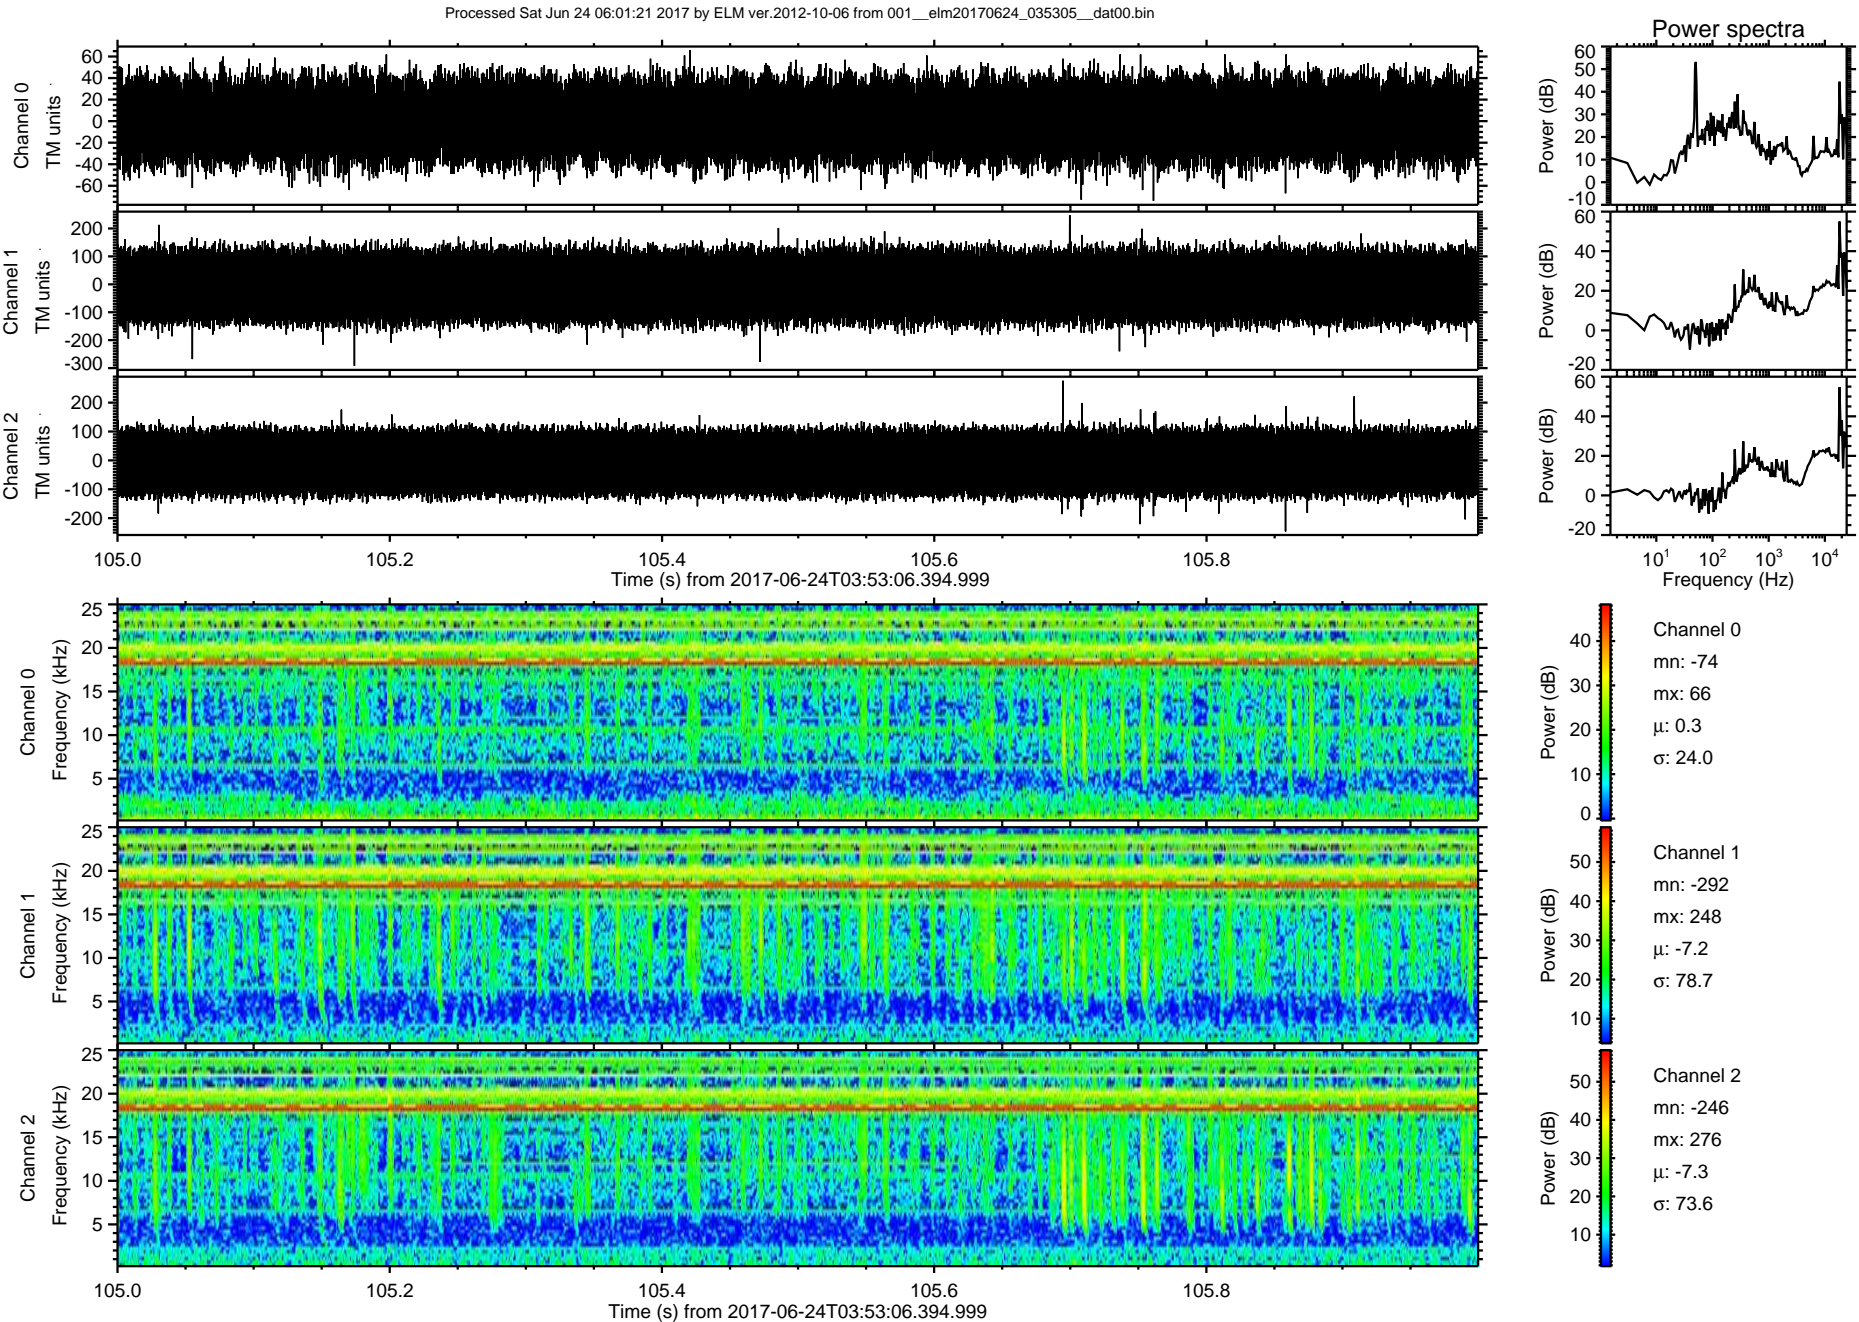 Processed Sat Jun 24 06:01:21 2017 by ELM ver.2012-10-06 from 001__elm20170624_035305__dat00.bin
Power spectra
Channel 0
TM units
60
40
20
0
-20
-40
-60
Power (dB)
60
50
40
30
20
10
0
-10
Channel 1
TM units
200
100
0
-100
-200
-300
Power (dB)
60
40
20
0
-20
Channel 2
TM units
200
100
0
-100
-200
Power (dB)
60
40
20
0
-20
105.0 105.2 105.4 105.6 105.8
Time (s) from 2017-06-24T03:53:06.394.999
10¹ 10² 10³ 10⁴
Frequency (Hz)
Channel 0
Frequency (kHz)
25
20
15
10
5
Power (dB)
40
30
20
10
0
Channel 0
mn: -74
mx: 66
μ: 0.3
σ: 24.0
Channel 1
Frequency (kHz)
25
20
15
10
5
Power (dB)
50
40
30
20
10
Channel 1
mn: -292
mx: 248
μ: -7.2
σ: 78.7
Channel 2
Frequency (kHz)
25
20
15
10
5
Power (dB)
50
40
30
20
10
Channel 2
mn: -246
mx: 276
μ: -7.3
σ: 73.6
105.0 105.2 105.4 105.6 105.8
Time (s) from 2017-06-24T03:53:06.394.999